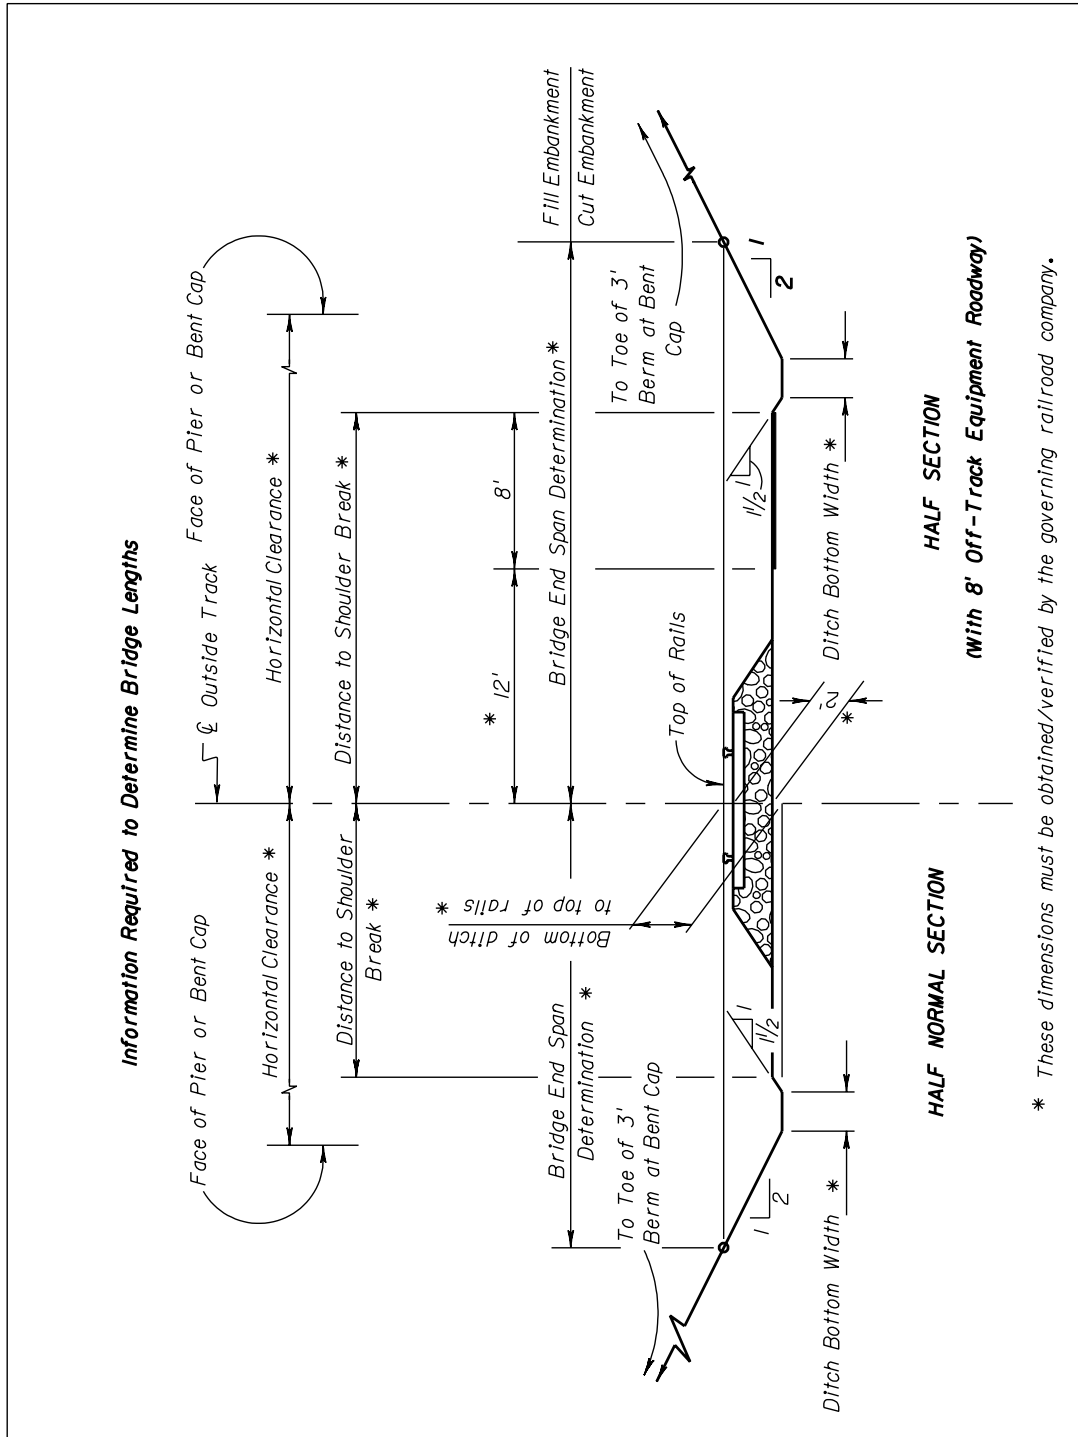 Information Required to Determine Bridge Lengths
℄ Outside Track
Face of Pier or Bent Cap
Face of Pier or Bent Cap
Horizontal Clearance *
Horizontal Clearance *
Distance to Shoulder
Break *
Distance to Shoulder Break *
* 12'
8'
Bottom of ditch
to top of rails *
Bridge End Span
Determination *
Bridge End Span Determination *
Fill Embankment
Cut Embankment
To Toe of 3'
Berm at Bent Cap
To Toe of 3'
Berm at Bent
Cap
Top of Rails
1
2
1
1½
1
1½
1
2
2'
*
Ditch Bottom Width *
Ditch Bottom Width *
HALF NORMAL SECTION
HALF SECTION
(With 8' Off-Track Equipment Roadway)
* These dimensions must be obtained/verified by the governing railroad company.